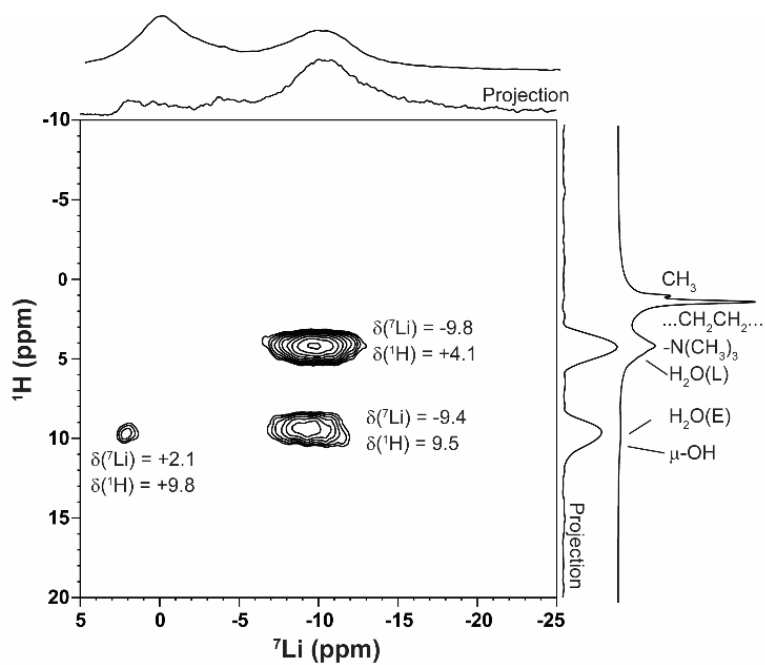 Projection
-10
-5
0
5
10
15
20
¹H (ppm)
δ(⁷Li) = -9.8
δ(¹H) = +4.1
δ(⁷Li) = -9.4
δ(¹H) = 9.5
δ(⁷Li) = +2.1
δ(¹H) = +9.8
5 0 -5 -10 -15 -20 -25
⁷Li (ppm)
Projection
CH₃
...CH₂CH₂...
-N(CH₃)₃
H₂O(L)
H₂O(E)
μ-OH